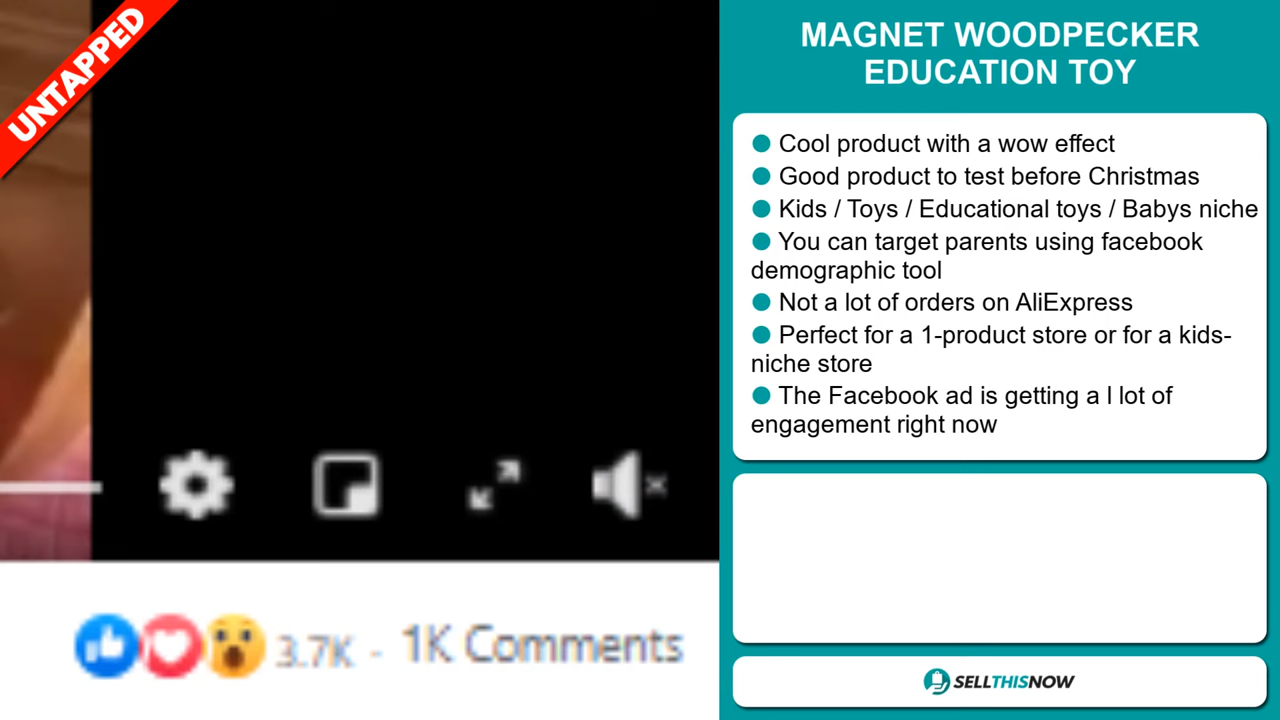 UNTAPPED
MAGNET WOODPECKER
EDUCATION TOY
● Cool product with a wow effect
● Good product to test before Christmas
● Kids / Toys / Educational toys / Babys niche
● You can target parents using facebook
demographic tool
● Not a lot of orders on AliExpress
● Perfect for a 1-product store or for a kids-
niche store
● The Facebook ad is getting a l lot of
engagement right now
3.7K · 1K Comments
SELLTHISNOW